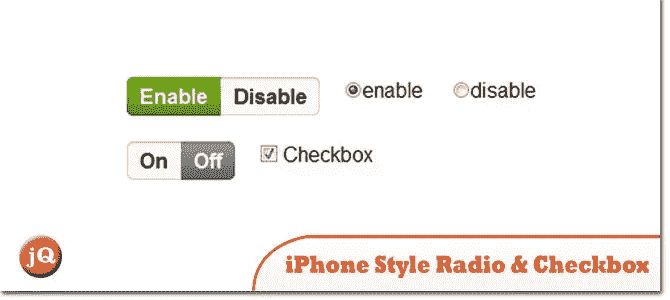 Enable Disable enable disable
On Off Checkbox
jQ
iPhone Style Radio & Checkbox